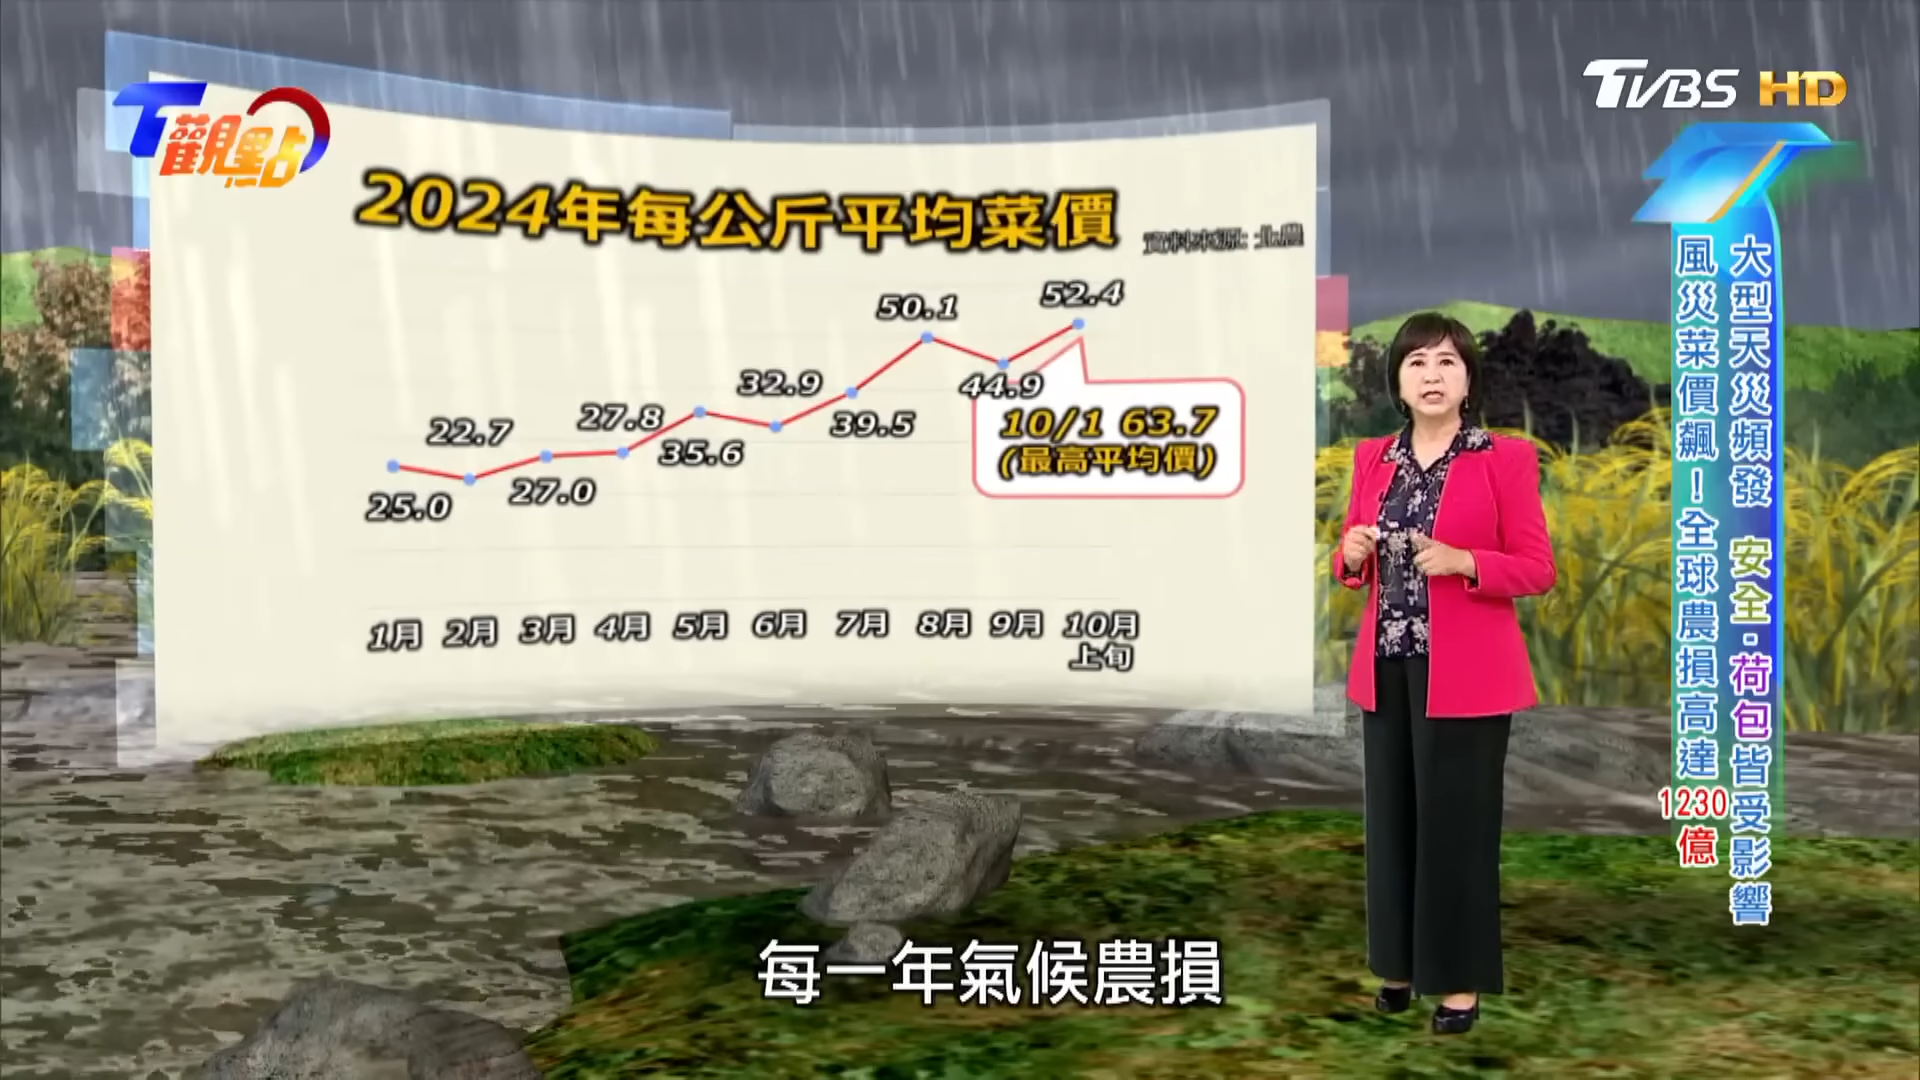 T觀點
TVBS HD
2024年每公斤平均菜價
資料來源: 北農
25.0
22.7
27.0
27.8
35.6
32.9
39.5
50.1
44.9
52.4
10/1 63.7
(最高平均價)
1月 2月 3月 4月 5月 6月 7月 8月 9月 10月
上旬
大型天災頻發 安全·荷包皆受影響
風災菜價飆！全球農損高達1230億
每一年氣候農損